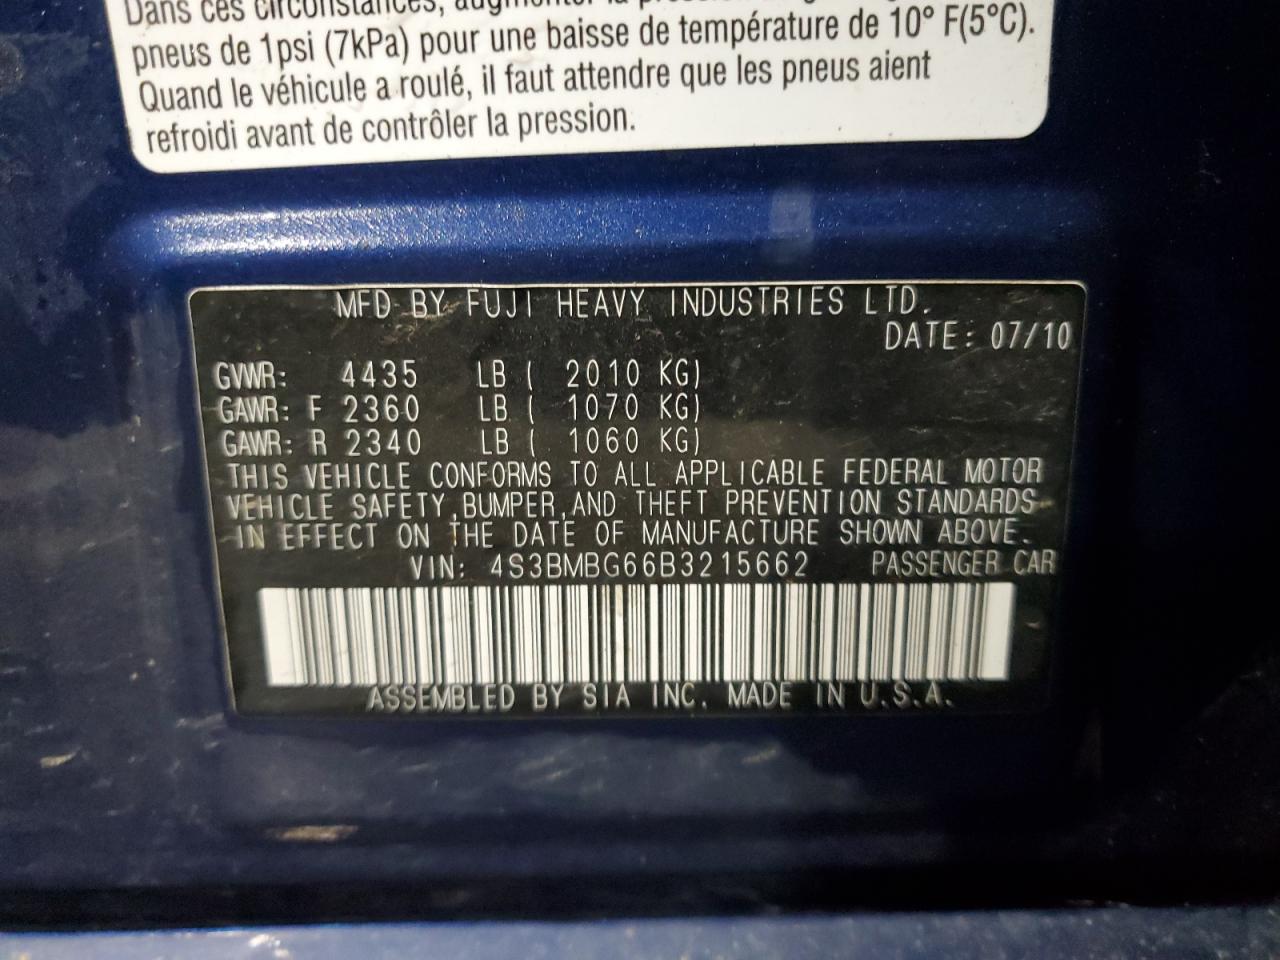 Dans ces circonstances, augmenter la
pneus de 1psi (7kPa) pour une baisse de température de 10° F(5°C).
Quand le véhicule a roulé, il faut attendre que les pneus aient
refroidi avant de contrôler la pression.
MFD BY FUJI HEAVY INDUSTRIES LTD.
DATE: 07/10
GVWR: 4435 LB ( 2010 KG)
GAWR: F 2360 LB ( 1070 KG)
GAWR: R 2340 LB ( 1060 KG)
THIS VEHICLE CONFORMS TO ALL APPLICABLE FEDERAL MOTOR
VEHICLE SAFETY,BUMPER,AND THEFT PREVENTION STANDARDS
IN EFFECT ON THE DATE OF MANUFACTURE SHOWN ABOVE.
VIN: 4S3BMBG66B3215662 PASSENGER CAR
ASSEMBLED BY SIA INC. MADE IN U.S.A.